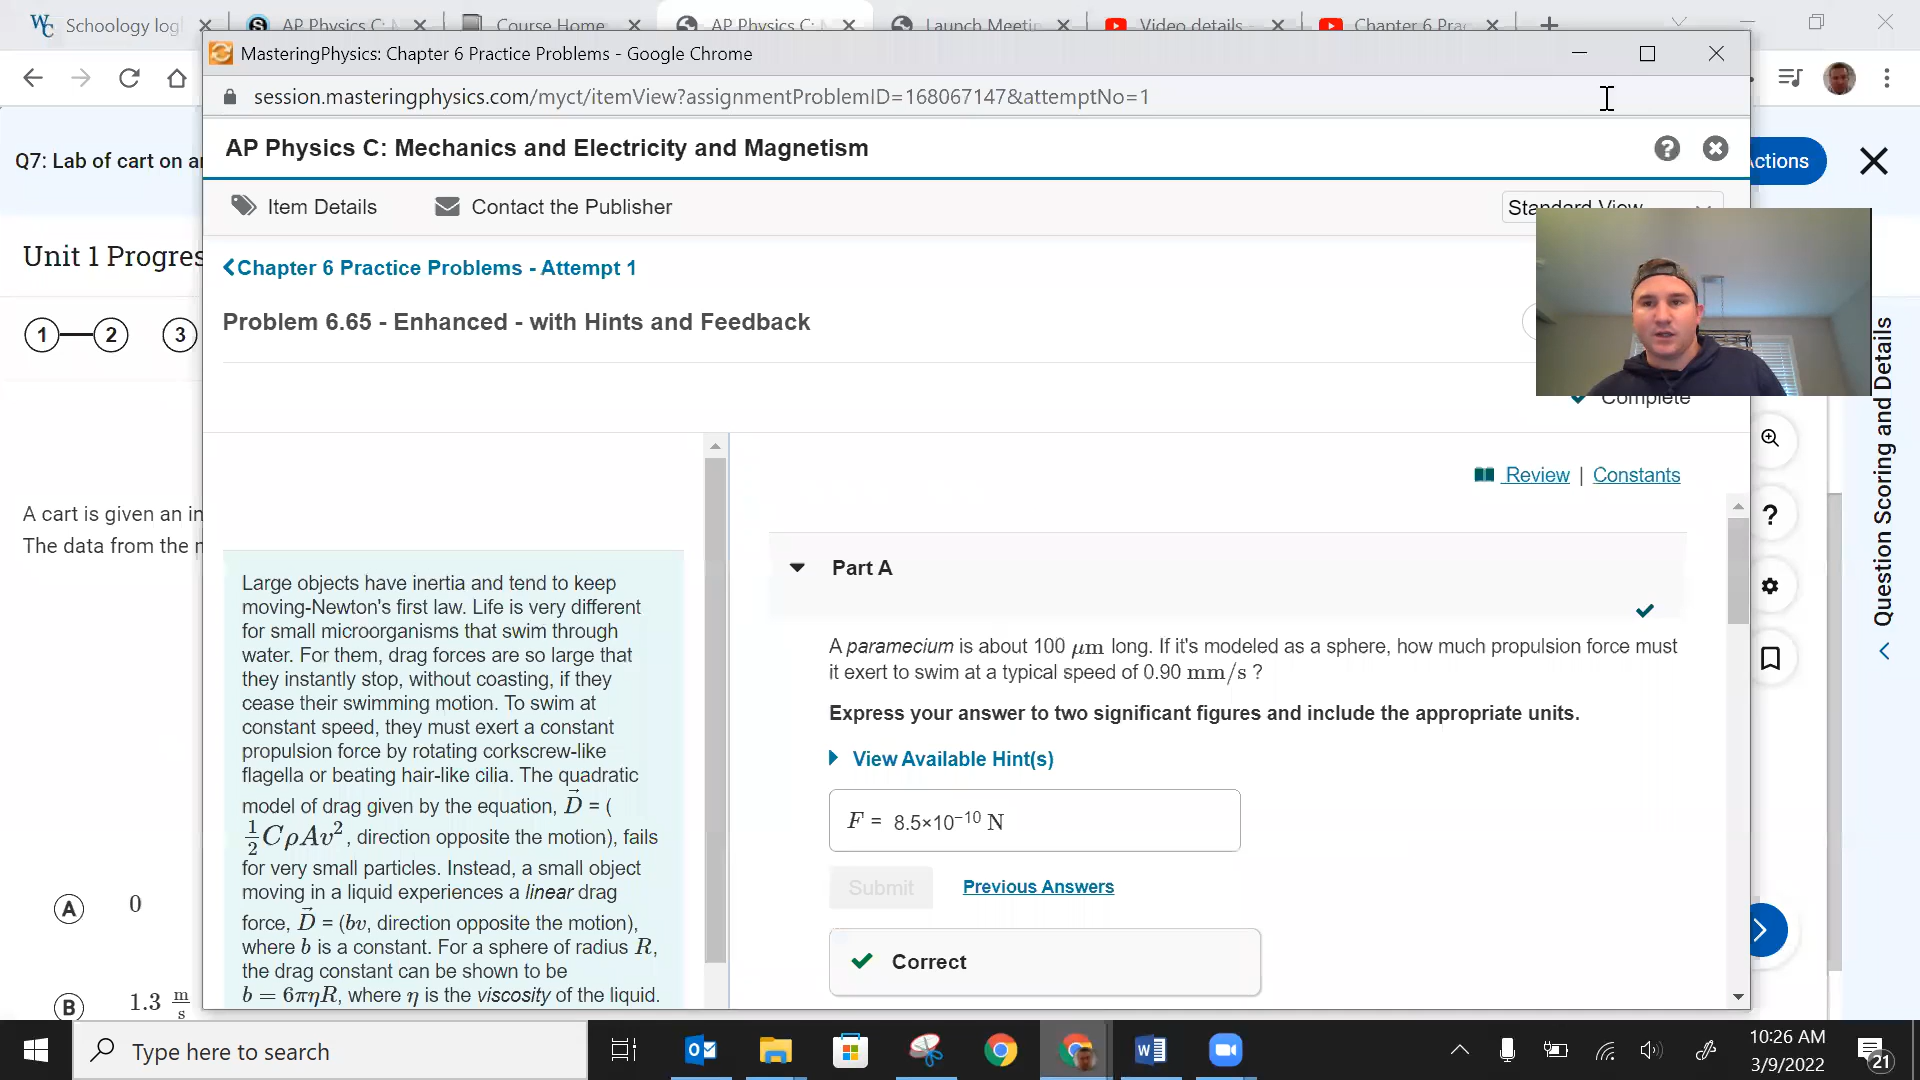 Schoology log
AP Physics C: M
Course Home
AP Physics C:
Launch Meeti
Video details -
Chapter 6 Prac
MasteringPhysics: Chapter 6 Practice Problems - Google Chrome
session.masteringphysics.com/myct/itemView?assignmentProblemID=168067147&attemptNo=1
Q7: Lab of cart on a
AP Physics C: Mechanics and Electricity and Magnetism
ctions
Item Details
Contact the Publisher
Standard View
Unit 1 Progres
Chapter 6 Practice Problems - Attempt 1
1
2
3
Problem 6.65 - Enhanced - with Hints and Feedback
Complete
Question Scoring and Details
Review | Constants
A cart is given an in
The data from the
Part A
Large objects have inertia and tend to keep
moving-Newton's first law. Life is very different
for small microorganisms that swim through
water. For them, drag forces are so large that
they instantly stop, without coasting, if they
cease their swimming motion. To swim at
constant speed, they must exert a constant
propulsion force by rotating corkscrew-like
flagella or beating hair-like cilia. The quadratic
model of drag given by the equation, D⃗ = (
½CρAv², direction opposite the motion), fails
for very small particles. Instead, a small object
moving in a liquid experiences a linear drag
force, D⃗ = (bv, direction opposite the motion),
where b is a constant. For a sphere of radius R,
the drag constant can be shown to be
b = 6πηR, where η is the viscosity of the liquid.
A paramecium is about 100 μm long. If it's modeled as a sphere, how much propulsion force must
it exert to swim at a typical speed of 0.90 mm/s ?
Express your answer to two significant figures and include the appropriate units.
View Available Hint(s)
F = 8.5×10⁻¹⁰ N
Submit
Previous Answers
Correct
A 0
B 1.3 m/s
Type here to search
10:26 AM
3/9/2022
21